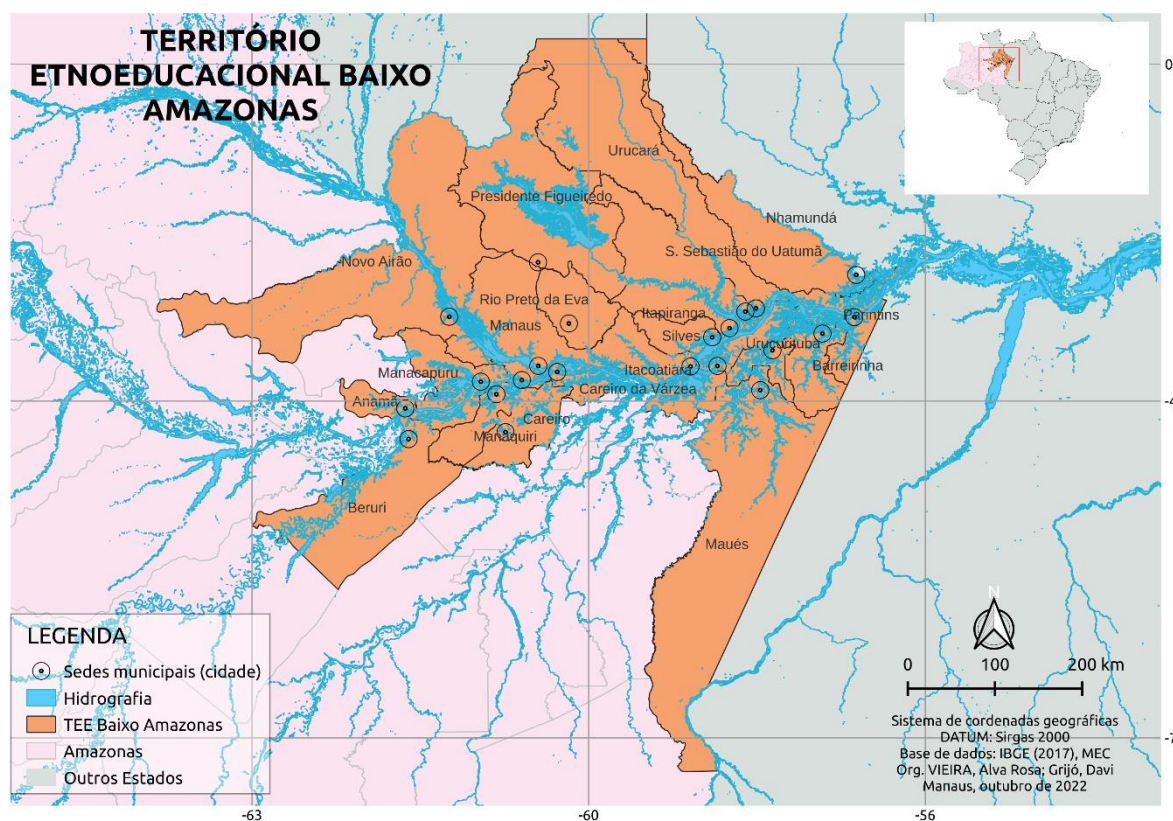 TERRITÓRIO
ETNOEDUCACIONAL BAIXO
AMAZONAS
0
Urucará
Presidente Figueiredo
Nhamundá
S. Sebastião do Uatumã
Novo Airão
Rio Preto da Eva
Itapiranga
Parintins
Manaus
Silves
Urucurituba
Manacapuru
Itacoatiara
Barreirinha
Careiro da Várzea
Anamã
-4
Careiro
Manaquiri
Beruri
Maués
LEGENDA
Sedes municipais (cidade)
Hidrografia
TEE Baixo Amazonas
Amazonas
Outros Estados
N
0 100 200 km
Sistema de cordenadas geográficas
DATUM: Sirgas 2000
Base de dados: IBGE (2017), MEC
Org. VIEIRA, Alva Rosa; Grijó, Davi
Manaus, outubro de 2022
-7
-63 -60 -56